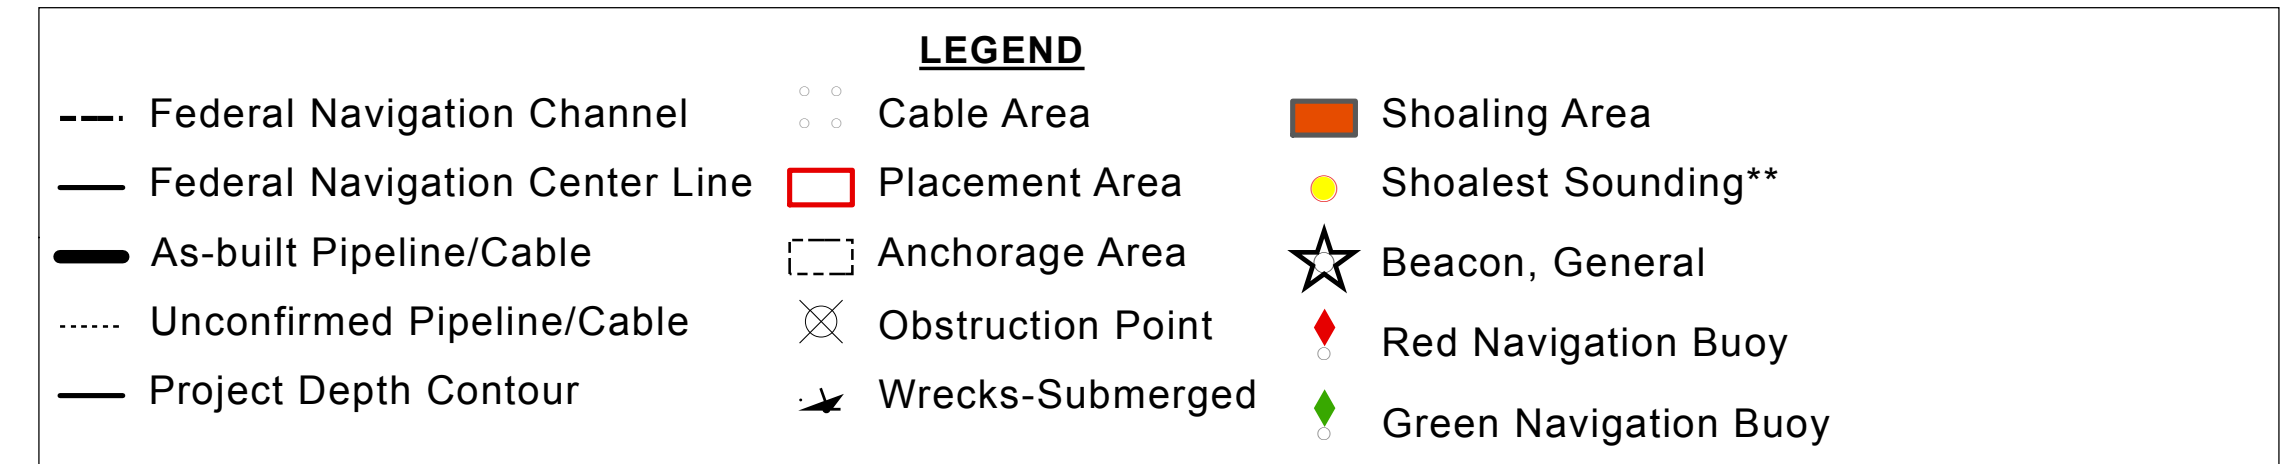 LEGEND
Federal Navigation Channel
Federal Navigation Center Line
As-built Pipeline/Cable
Unconfirmed Pipeline/Cable
Project Depth Contour
Cable Area
Placement Area
Anchorage Area
Obstruction Point
Wrecks-Submerged
Shoaling Area
Shoalest Sounding**
Beacon, General
Red Navigation Buoy
Green Navigation Buoy